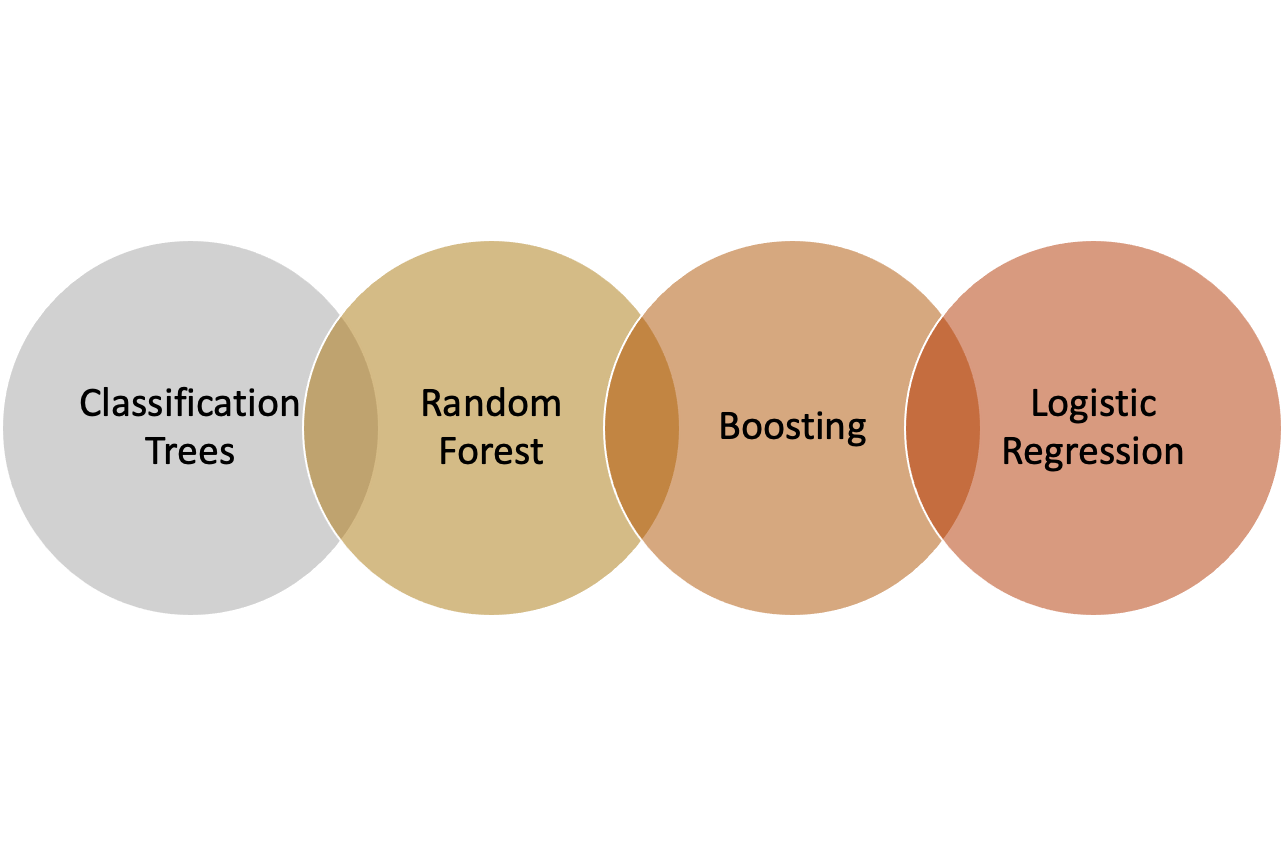 Classification
Trees
Random
Forest
Boosting
Logistic
Regression